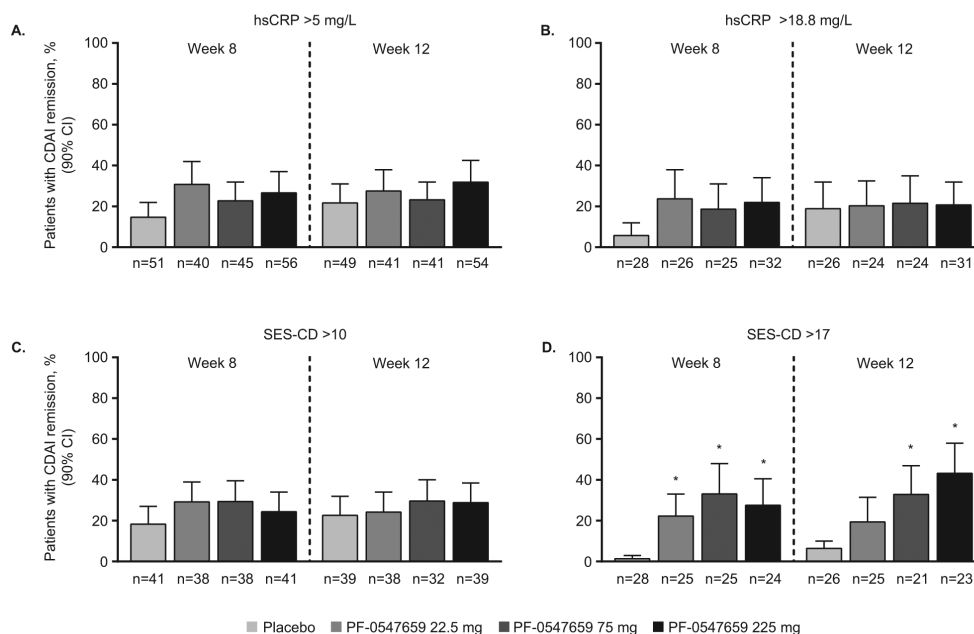 A.
hsCRP >5 mg/L
Week 8
Week 12
Patients with CDAI remission, %
(90% CI)
100
80
60
40
20
0
n=51 n=40 n=45 n=56 n=49 n=41 n=41 n=54
B.
hsCRP >18.8 mg/L
Week 8
Week 12
100
80
60
40
20
0
n=28 n=26 n=25 n=32 n=26 n=24 n=24 n=31
C.
SES-CD >10
Week 8
Week 12
Patients with CDAI remission, %
(90% CI)
100
80
60
40
20
0
n=41 n=38 n=38 n=41 n=39 n=38 n=32 n=39
D.
SES-CD >17
Week 8
Week 12
100
80
60
40
20
0
* * * * *
n=28 n=25 n=25 n=24 n=26 n=25 n=21 n=23
Placebo PF-0547659 22.5 mg PF-0547659 75 mg PF-0547659 225 mg